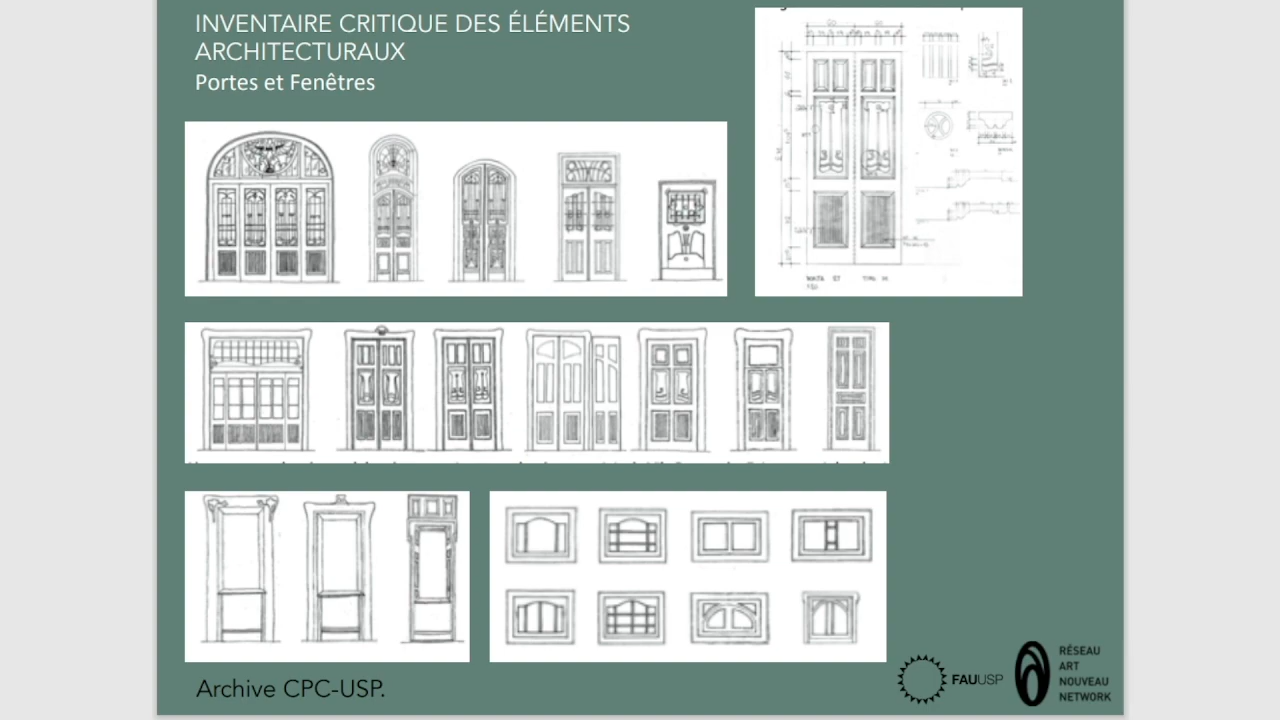 INVENTAIRE CRITIQUE DES ÉLÉMENTS
ARCHITECTURAUX
Portes et Fenêtres
Archive CPC-USP.
FAUUSP
RÉSEAU
ART
NOUVEAU
NETWORK